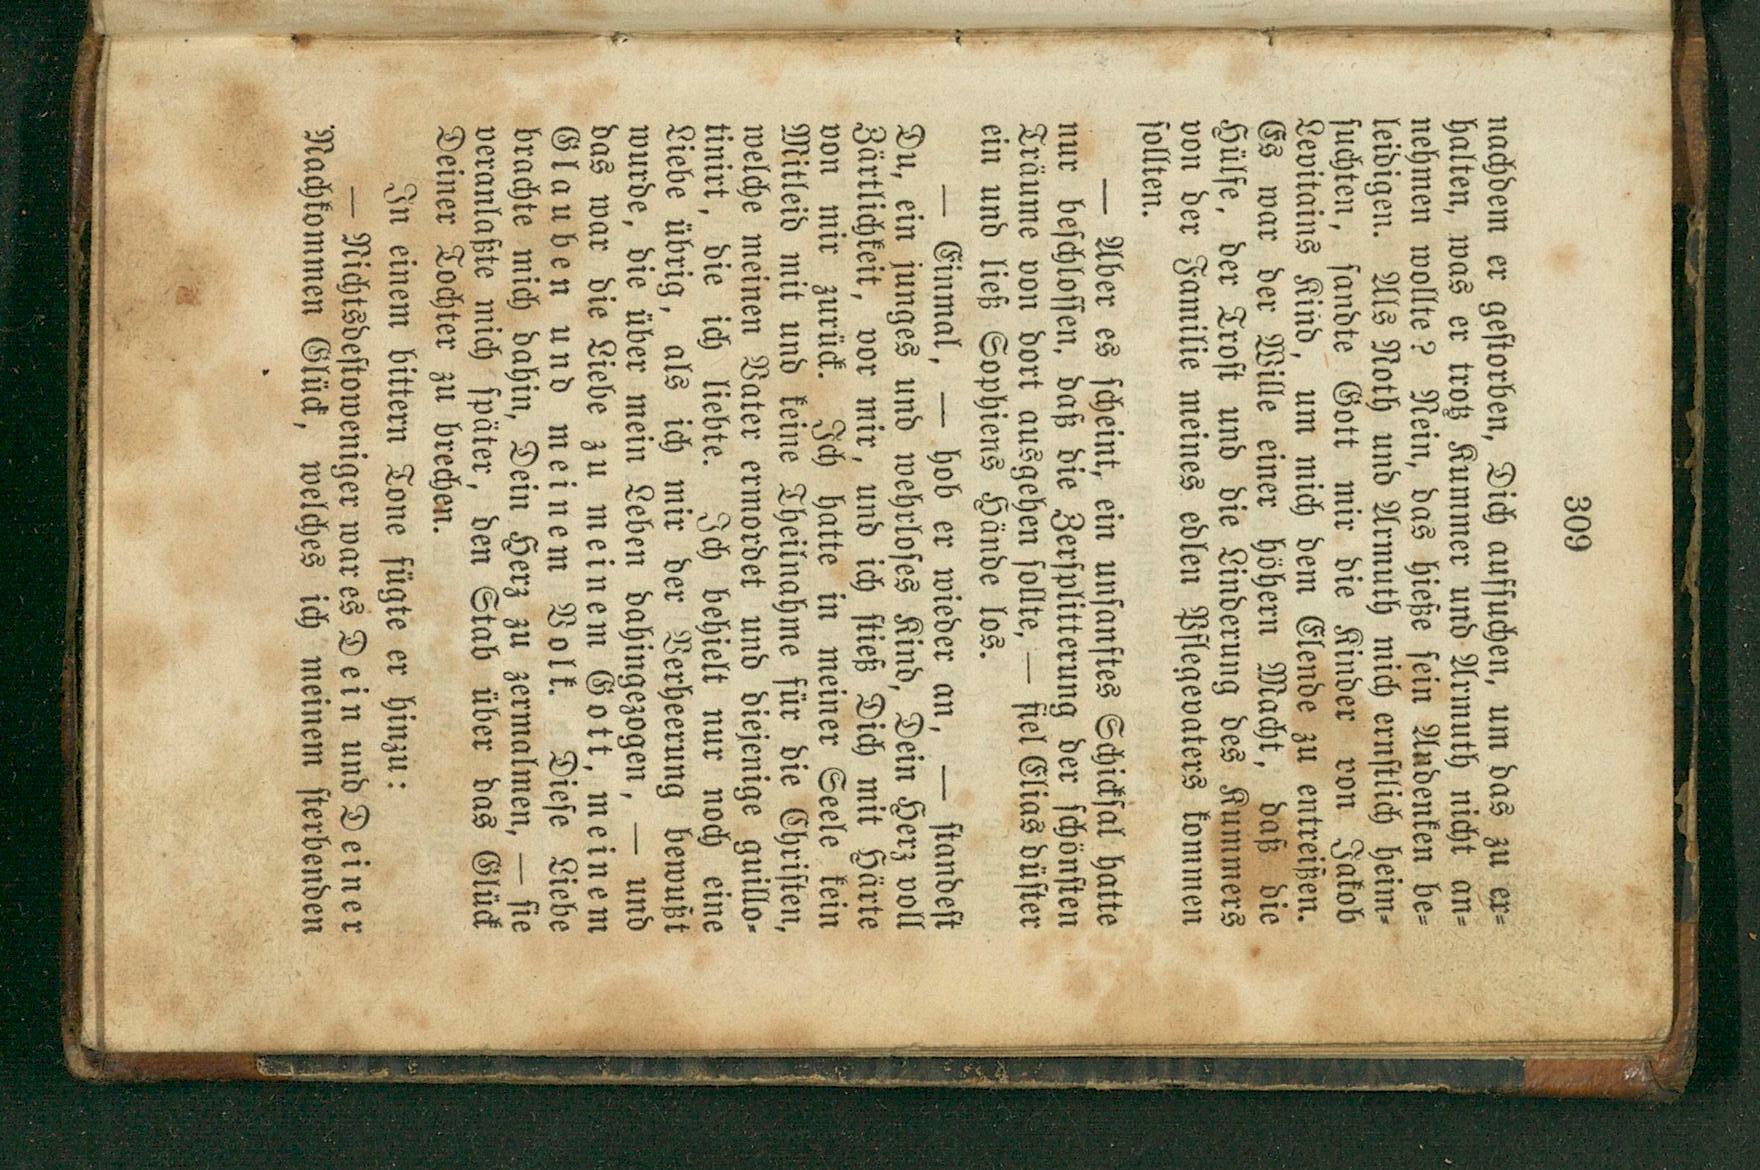 309
nachdem er gestorben, Dich aufsuchen, um das zu er-
halten, was er trotz Kummer und Armuth nicht an-
nehmen wollte? Nein, das hieße sein Andenken be-
leidigen. Als Noth und Armuth mich ernstlich heim-
suchten, sandte Gott mir die Kinder von Jakob
Levitains Kind, um mich dem Elende zu entreißen.
Es war der Wille einer höhern Macht, daß die
Hülfe, der Trost und die Linderung des Kummers
von der Familie meines edlen Pflegevaters kommen
sollten.
— Aber es scheint, ein unsanftes Schicksal hatte
nur beschlossen, daß die Zersplitterung der schönsten
Träume von dort ausgehen sollte, — fiel Elias düster
ein und ließ Sophiens Hände los.
— Einmal, — hob er wieder an, — standest
Du, ein junges und wehrloses Kind, Dein Herz voll
Zärtlichkeit, vor mir, und ich stieß Dich mit Härte
von mir zurück. Ich hatte in meiner Seele kein
Mitleid mit und keine Theilnahme für die Christen,
welche meinen Vater ermordet und diejenige guillo-
tinirt, die ich liebte. Ich behielt nur noch eine
Liebe übrig, als ich mir der Verheerung bewußt
wurde, die über mein Leben dahingezogen, — und
das war die Liebe zu meinem Gott, meinem
Glauben und meinem Volk. Diese Liebe
brachte mich dahin, Dein Herz zu zermalmen, — sie
veranlaßte mich später, den Stab über das Glück
Deiner Tochter zu brechen.
In einem bittern Tone fügte er hinzu:
— Nichtsdestoweniger war es Dein und Deiner
Nachkommen Glück, welches ich meinem sterbenden